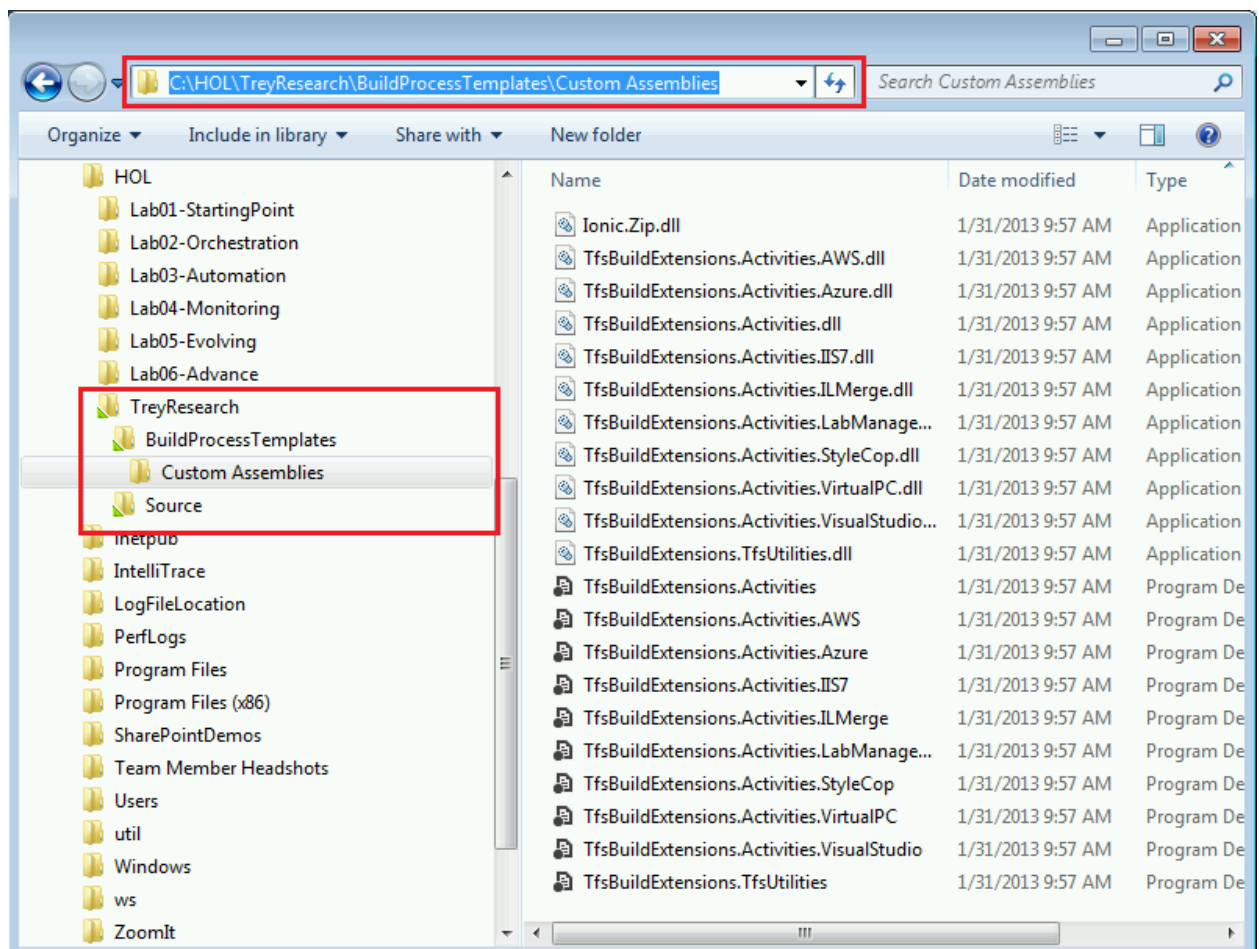 C:\HOL\TreyResearch\BuildProcessTemplates\Custom Assemblies
Search Custom Assemblies
Organize
Include in library
Share with
New folder
HOL
Lab01-StartingPoint
Lab02-Orchestration
Lab03-Automation
Lab04-Monitoring
Lab05-Evolving
Lab06-Advance
TreyResearch
BuildProcessTemplates
Custom Assemblies
Source
inetpub
IntelliTrace
LogFileLocation
PerfLogs
Program Files
Program Files (x86)
SharePointDemos
Team Member Headshots
Users
util
Windows
ws
ZoomIt
Name Date modified Type
Ionic.Zip.dll 1/31/2013 9:57 AM Application
TfsBuildExtensions.Activities.AWS.dll 1/31/2013 9:57 AM Application
TfsBuildExtensions.Activities.Azure.dll 1/31/2013 9:57 AM Application
TfsBuildExtensions.Activities.dll 1/31/2013 9:57 AM Application
TfsBuildExtensions.Activities.IIS7.dll 1/31/2013 9:57 AM Application
TfsBuildExtensions.Activities.ILMerge.dll 1/31/2013 9:57 AM Application
TfsBuildExtensions.Activities.LabManage... 1/31/2013 9:57 AM Application
TfsBuildExtensions.Activities.StyleCop.dll 1/31/2013 9:57 AM Application
TfsBuildExtensions.Activities.VirtualPC.dll 1/31/2013 9:57 AM Application
TfsBuildExtensions.Activities.VisualStudio... 1/31/2013 9:57 AM Application
TfsBuildExtensions.TfsUtilities.dll 1/31/2013 9:57 AM Application
TfsBuildExtensions.Activities 1/31/2013 9:57 AM Program De
TfsBuildExtensions.Activities.AWS 1/31/2013 9:57 AM Program De
TfsBuildExtensions.Activities.Azure 1/31/2013 9:57 AM Program De
TfsBuildExtensions.Activities.IIS7 1/31/2013 9:57 AM Program De
TfsBuildExtensions.Activities.ILMerge 1/31/2013 9:57 AM Program De
TfsBuildExtensions.Activities.LabManage... 1/31/2013 9:57 AM Program De
TfsBuildExtensions.Activities.StyleCop 1/31/2013 9:57 AM Program De
TfsBuildExtensions.Activities.VirtualPC 1/31/2013 9:57 AM Program De
TfsBuildExtensions.Activities.VisualStudio 1/31/2013 9:57 AM Program De
TfsBuildExtensions.TfsUtilities 1/31/2013 9:57 AM Program De